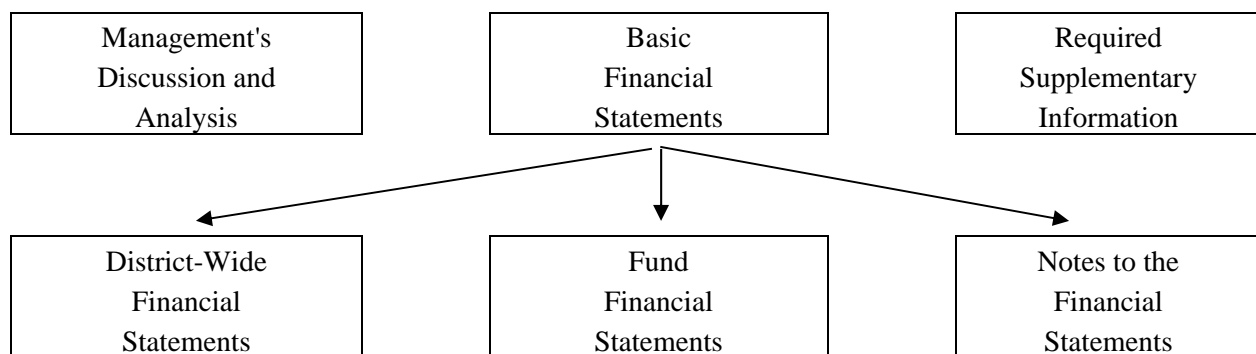 Management's
Discussion and
Analysis
Basic
Financial
Statements
Required
Supplementary
Information
District-Wide
Financial
Statements
Fund
Financial
Statements
Notes to the
Financial
Statements